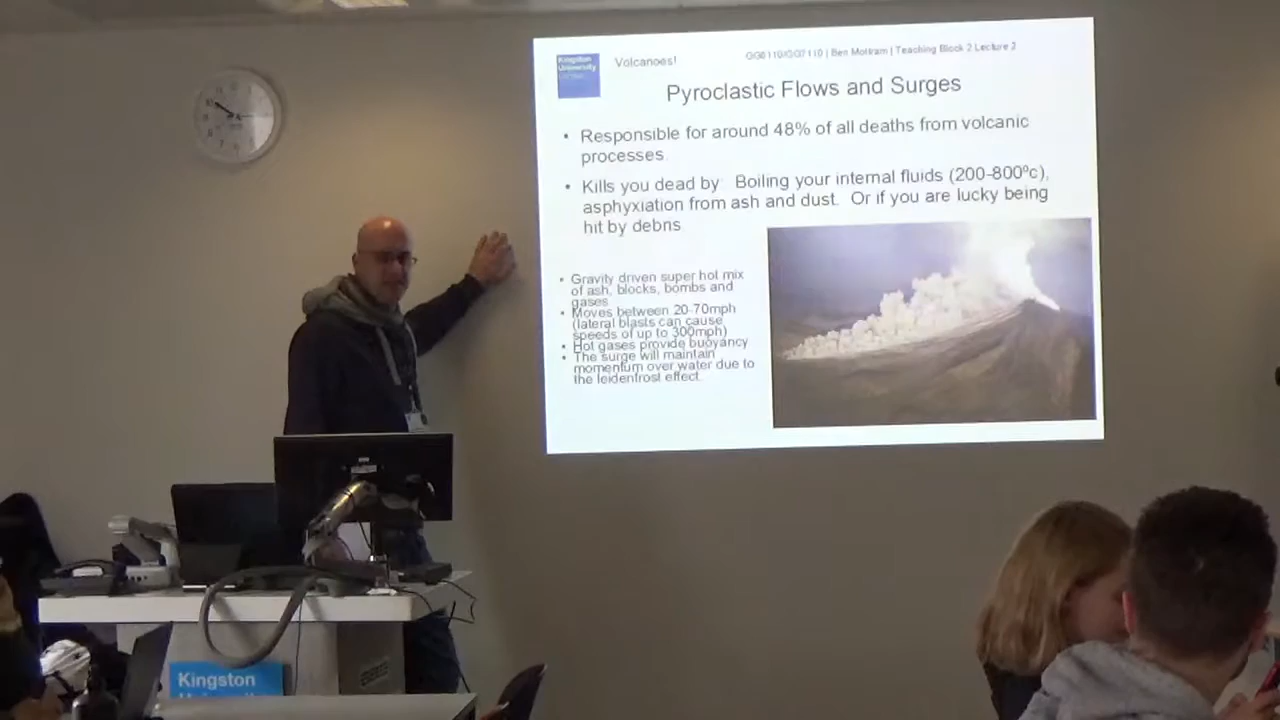 Kingston
University
London
Volcanoes!
| Ben Mottram | Teaching Block 2 Lecture 2
Pyroclastic Flows and Surges
• Responsible for around 48% of all deaths from volcanic
processes.
• Kills you dead by: Boiling your internal fluids (200-800ºc),
asphyxiation from ash and dust. Or if you are lucky being
hit by debris
• Gravity driven super hot mix
of ash, blocks, bombs and
gases
• Moves between 20-70mph
(lateral blasts can cause
speeds of up to 300mph)
• Hot gases provide buoyancy
• The surge will maintain
momentum over water due to
the leidenfrost effect.
Kingston